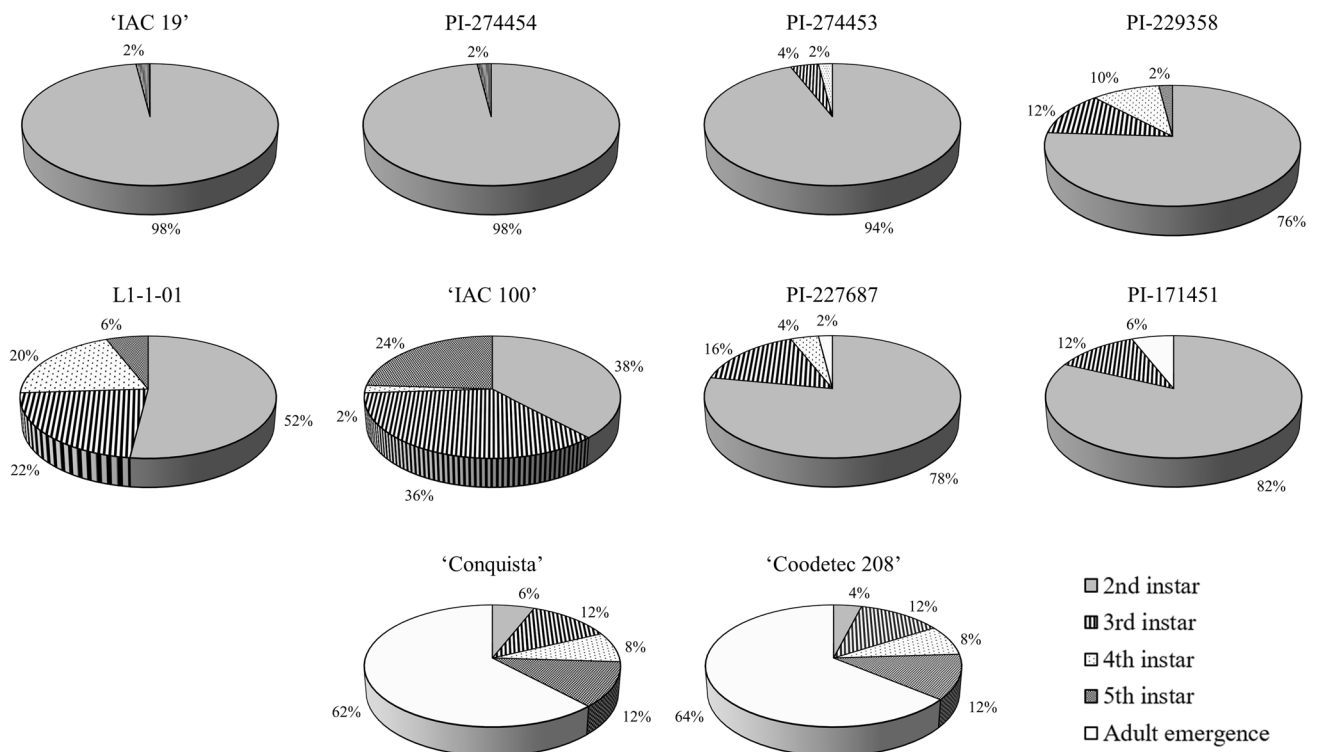 ‘IAC 19’
2%
98%
PI-274454
2%
98%
PI-274453
4%
2%
94%
PI-229358
12%
10%
2%
76%
L1-1-01
6%
20%
52%
22%
‘IAC 100’
24%
38%
2%
36%
PI-227687
16%
4%
2%
78%
PI-171451
12%
6%
82%
‘Conquista’
6%
12%
8%
12%
62%
‘Coodetec 208’
4%
12%
8%
12%
64%
2nd instar
3rd instar
4th instar
5th instar
Adult emergence